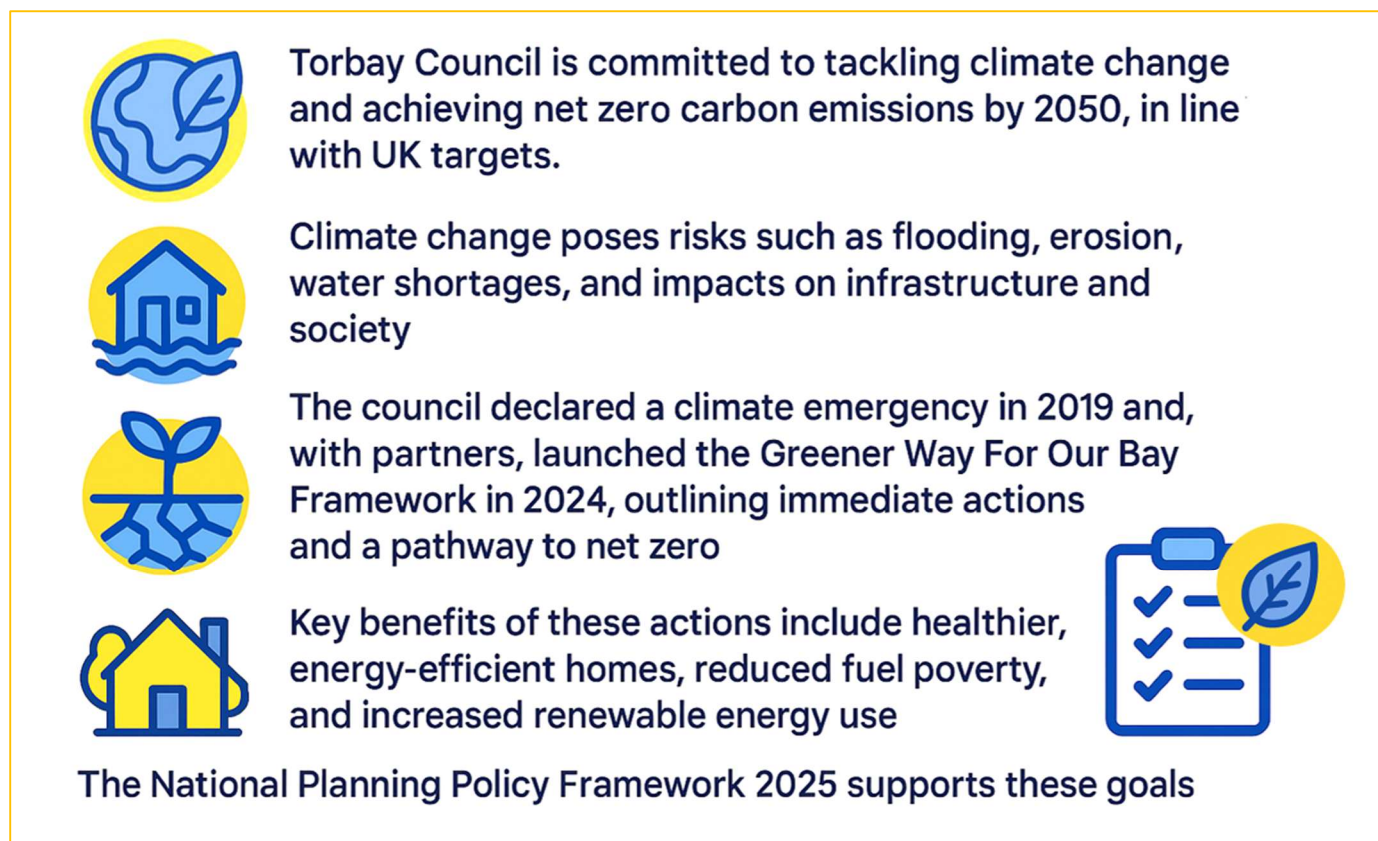 Torbay Council is committed to tackling climate change
and achieving net zero carbon emissions by 2050, in line
with UK targets.
Climate change poses risks such as flooding, erosion,
water shortages, and impacts on infrastructure and
society
The council declared a climate emergency in 2019 and,
with partners, launched the Greener Way For Our Bay
Framework in 2024, outlining immediate actions
and a pathway to net zero
Key benefits of these actions include healthier,
energy-efficient homes, reduced fuel poverty,
and increased renewable energy use
The National Planning Policy Framework 2025 supports these goals